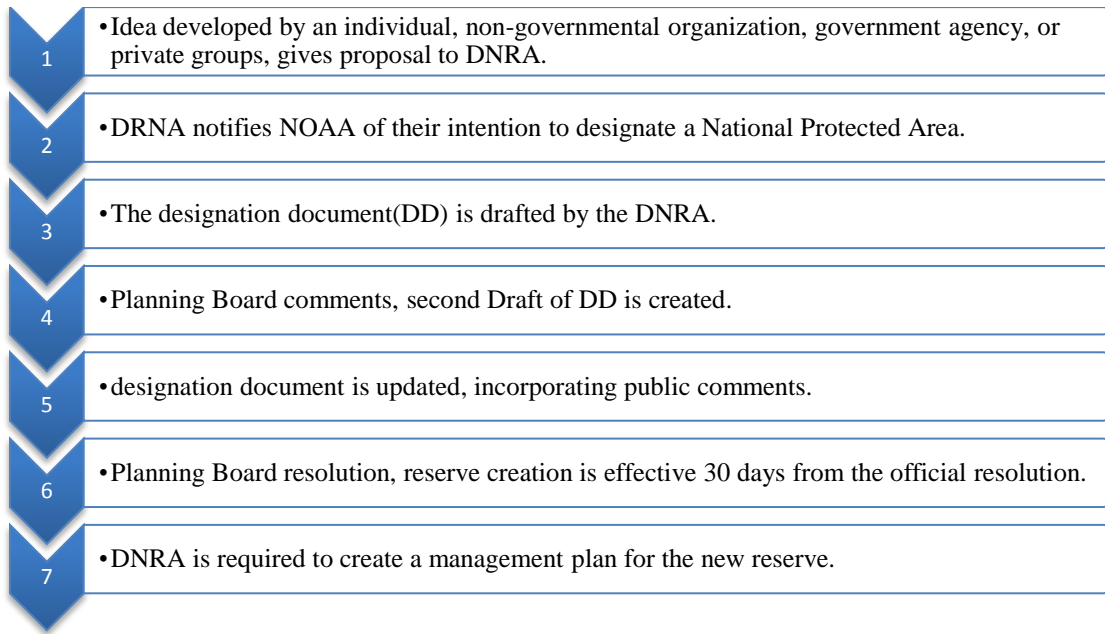 1
•Idea developed by an individual, non-governmental organization, government agency, or
private groups, gives proposal to DNRA.
2
•DRNA notifies NOAA of their intention to designate a National Protected Area.
3
•The designation document(DD) is drafted by the DNRA.
4
•Planning Board comments, second Draft of DD is created.
5
•designation document is updated, incorporating public comments.
6
•Planning Board resolution, reserve creation is effective 30 days from the official resolution.
7
•DNRA is required to create a management plan for the new reserve.